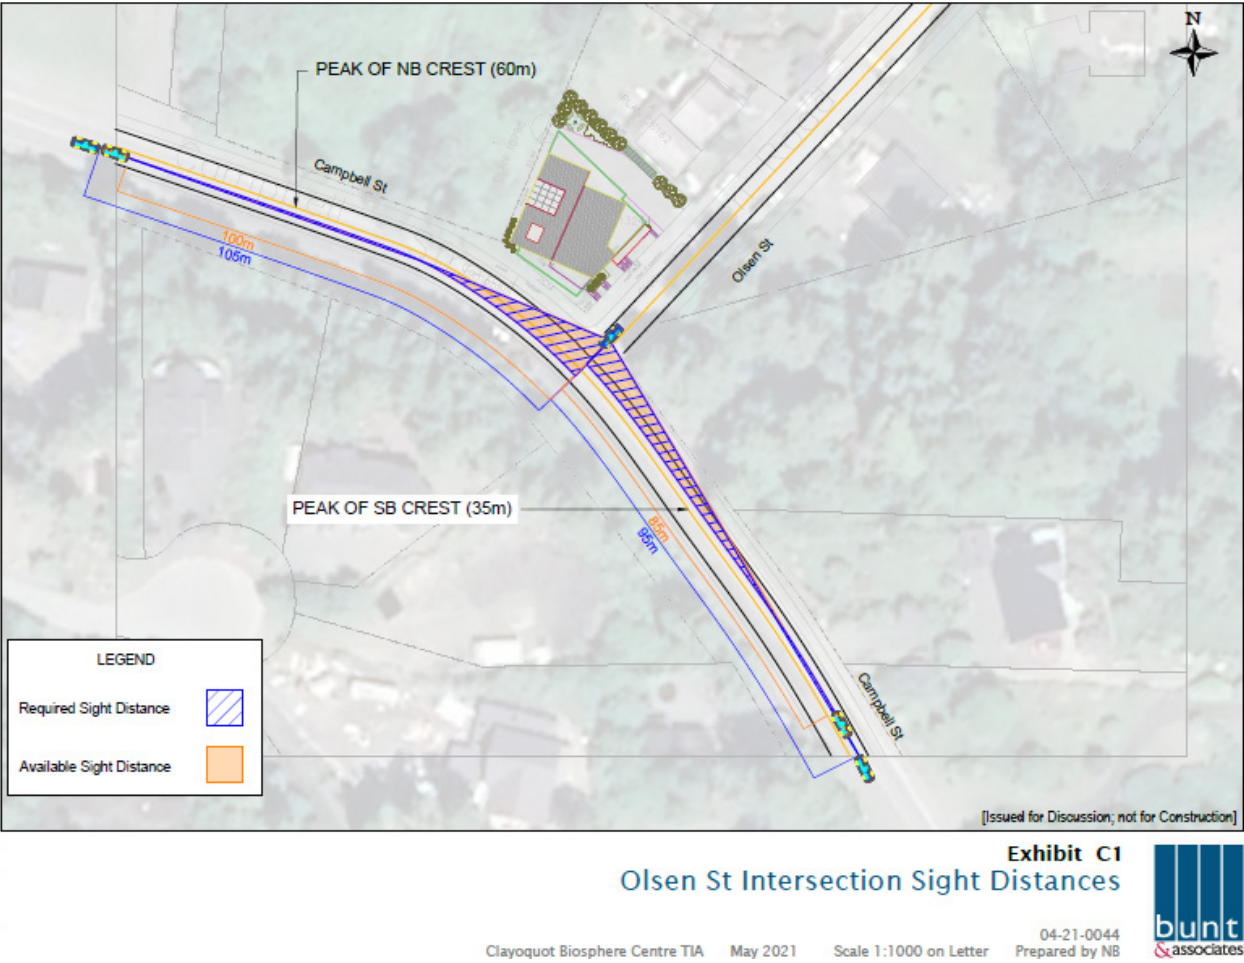 N
PEAK OF NB CREST (60m)
Campbell St
100m
105m
Olsen St
PEAK OF SB CREST (35m)
85m
95m
Campbell St
LEGEND
Required Sight Distance
Available Sight Distance
[Issued for Discussion; not for Construction]
Exhibit C1
Olsen St Intersection Sight Distances
04-21-0044
Clayoquot Biosphere Centre TIA May 2021 Scale 1:1000 on Letter Prepared by NB
bunt
& associates